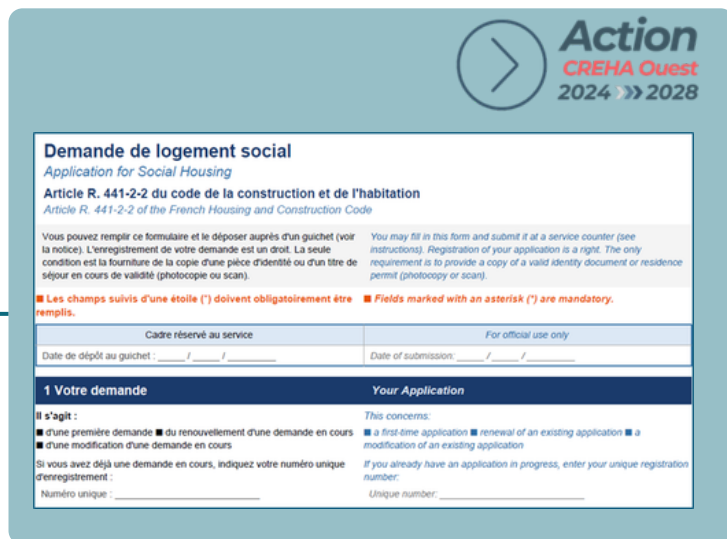 Action
CREHA Ouest
2024 >>> 2028
Demande de logement social
Application for Social Housing
Article R. 441-2-2 du code de la construction et de l'habitation
Article R. 441-2-2 of the French Housing and Construction Code
Vous pouvez remplir ce formulaire et le déposer auprès d'un guichet (voir
la notice). L'enregistrement de votre demande est un droit. La seule
condition est la fourniture de la copie d'une pièce d'identité ou d'un titre de
séjour en cours de validité (photocopie ou scan).
You may fill in this form and submit it at a service counter (see
instructions). Registration of your application is a right. The only
requirement is to provide a copy of a valid identity document or residence
permit (photocopy or scan).
■ Les champs suivis d'une étoile (*) doivent obligatoirement être
remplis.
■ Fields marked with an asterisk (*) are mandatory.
Cadre réservé au service
For official use only
Date de dépôt au guichet : _____ / _____ / _________
Date of submission: _____ / _____ / _________
1 Votre demande
Your Application
Il s'agit :
■ d'une première demande ■ du renouvellement d'une demande en cours
■ d'une modification d'une demande en cours
This concerns:
■ a first-time application ■ renewal of an existing application ■ a
modification of an existing application
Si vous avez déjà une demande en cours, indiquez votre numéro unique
d'enregistrement :
If you already have an application in progress, enter your unique registration
number:
Numéro unique : ___________________________
Unique number: ___________________________